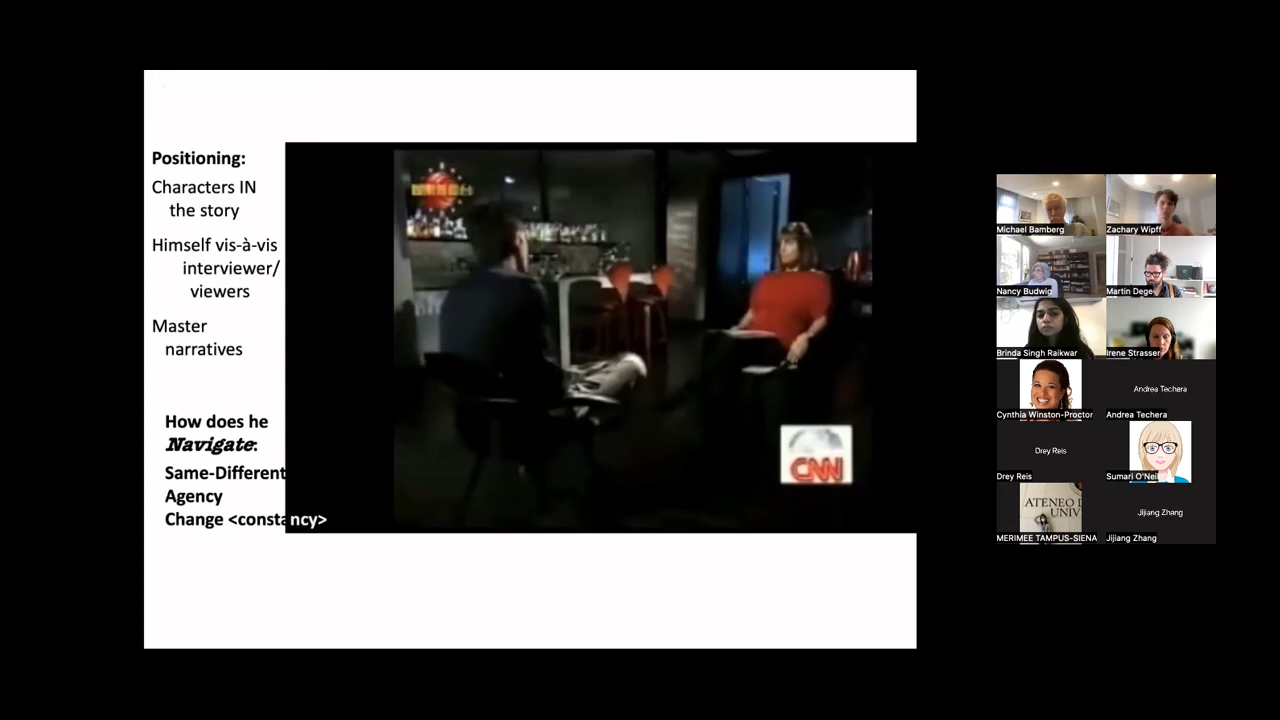 Positioning:
Characters IN
the story
Himself vis-à-vis
interviewer/
viewers
Master
narratives
How does he
Navigate:
Same-Different
Agency
Change <constancy>
CNN
Michael Bamberg
Zachary Wipff
Nancy Budwig
Martin Dege
Brinda Singh Raikwar
Irene Strasser
Cynthia Winston-Proctor
Andrea Techera
Andrea Techera
Drey Reis
Drey Reis
Sumari O'Neil
ATENEO
UNIV
MERIMEE TAMPUS-SIENA
Jijiang Zhang
Jijiang Zhang